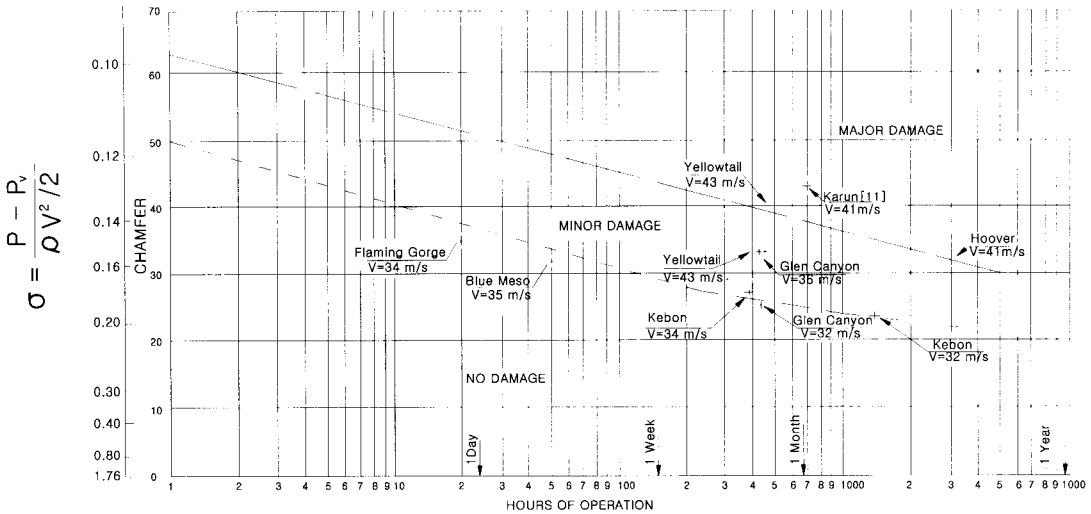 σ = P − Pv / ρ V²/2
0.10
0.12
0.14
0.16
0.20
0.30
0.40
0.80
1.76
CHAMFER
70
60
50
40
30
20
10
0
MAJOR DAMAGE
Yellowtail
V=43 m/s
Karun[11]
V=41m/s
MINOR DAMAGE
Flaming Gorge
V=34 m/s
Hoover
V=41m/s
Yellowtail
V=43 m/s
Glen Canyon
V=36 m/s
Blue Meso
V=35 m/s
Kebon
V=34 m/s
Glen Canyon
V=32 m/s
Kebon
V=32 m/s
NO DAMAGE
1Day
1 Week
1 Month
1 Year
1 2 3 4 5 6 7 8 9 10 2 3 4 5 6 7 8 9 100 2 3 4 5 6 7 8 9 1000 2 3 4 5 6 7 8 9 1000
HOURS OF OPERATION